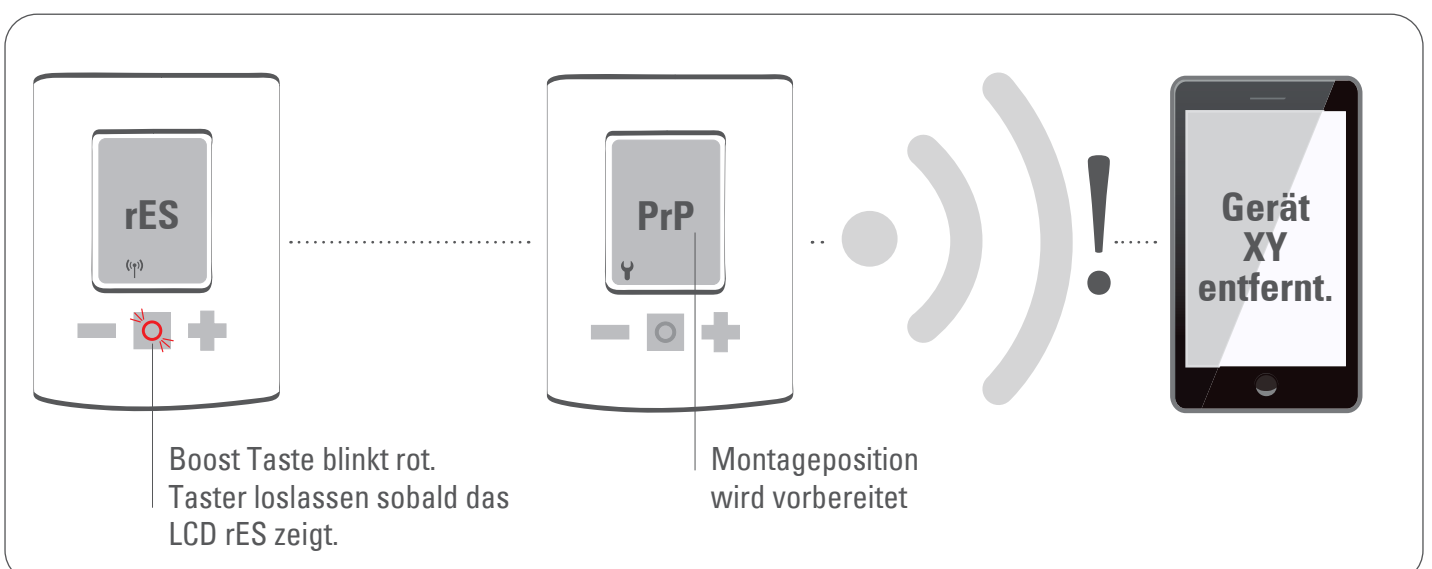 rES
PrP
Gerät
XY
entfernt.
Boost Taste blinkt rot.
Taster loslassen sobald das
LCD rES zeigt.
Montageposition
wird vorbereitet